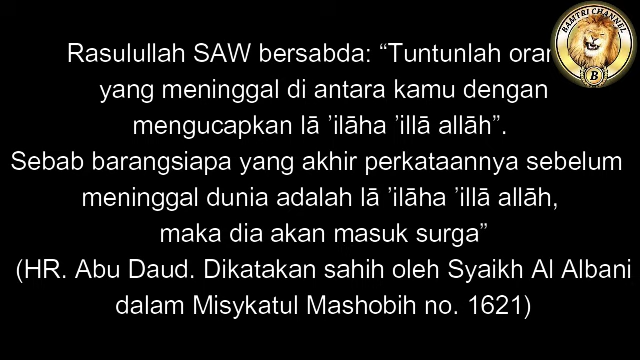 Rasulullah SAW bersabda: “Tuntunlah oran
yang meninggal di antara kamu dengan
mengucapkan lā ’ilāha ’illā allāh”.
Sebab barangsiapa yang akhir perkataannya sebelum
meninggal dunia adalah lā ’ilāha ’illā allāh,
maka dia akan masuk surga”
(HR. Abu Daud. Dikatakan sahih oleh Syaikh Al Albani
dalam Misykatul Mashobih no. 1621)
BAMTRI CHANNEL
B